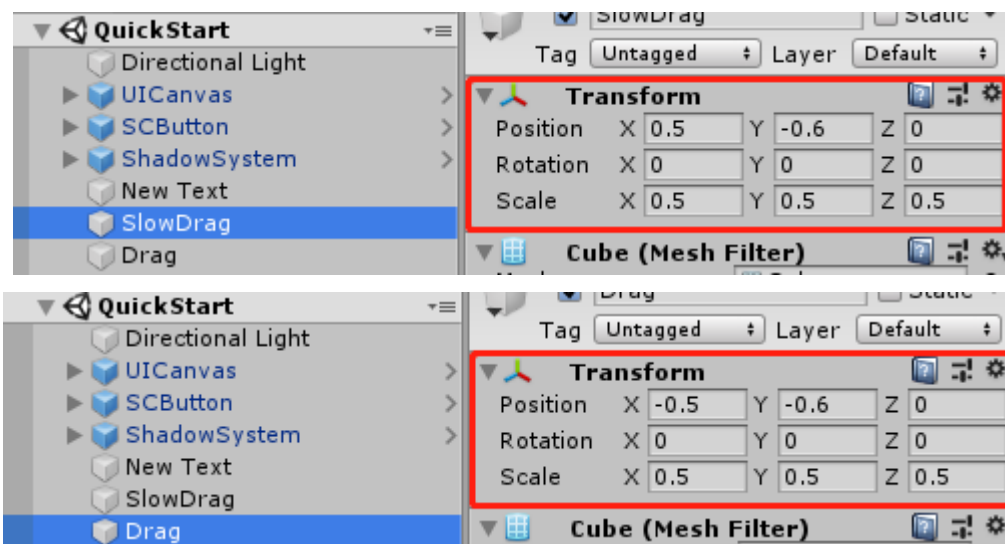 QuickStart
Directional Light
UICanvas
SCButton
ShadowSystem
New Text
SlowDrag
Drag
SlowDrag Static
Tag Untagged Layer Default
Transform
Position X 0.5 Y -0.6 Z 0
Rotation X 0 Y 0 Z 0
Scale X 0.5 Y 0.5 Z 0.5
Cube (Mesh Filter)
QuickStart
Directional Light
UICanvas
SCButton
ShadowSystem
New Text
SlowDrag
Drag
Drag Static
Tag Untagged Layer Default
Transform
Position X -0.5 Y -0.6 Z 0
Rotation X 0 Y 0 Z 0
Scale X 0.5 Y 0.5 Z 0.5
Cube (Mesh Filter)